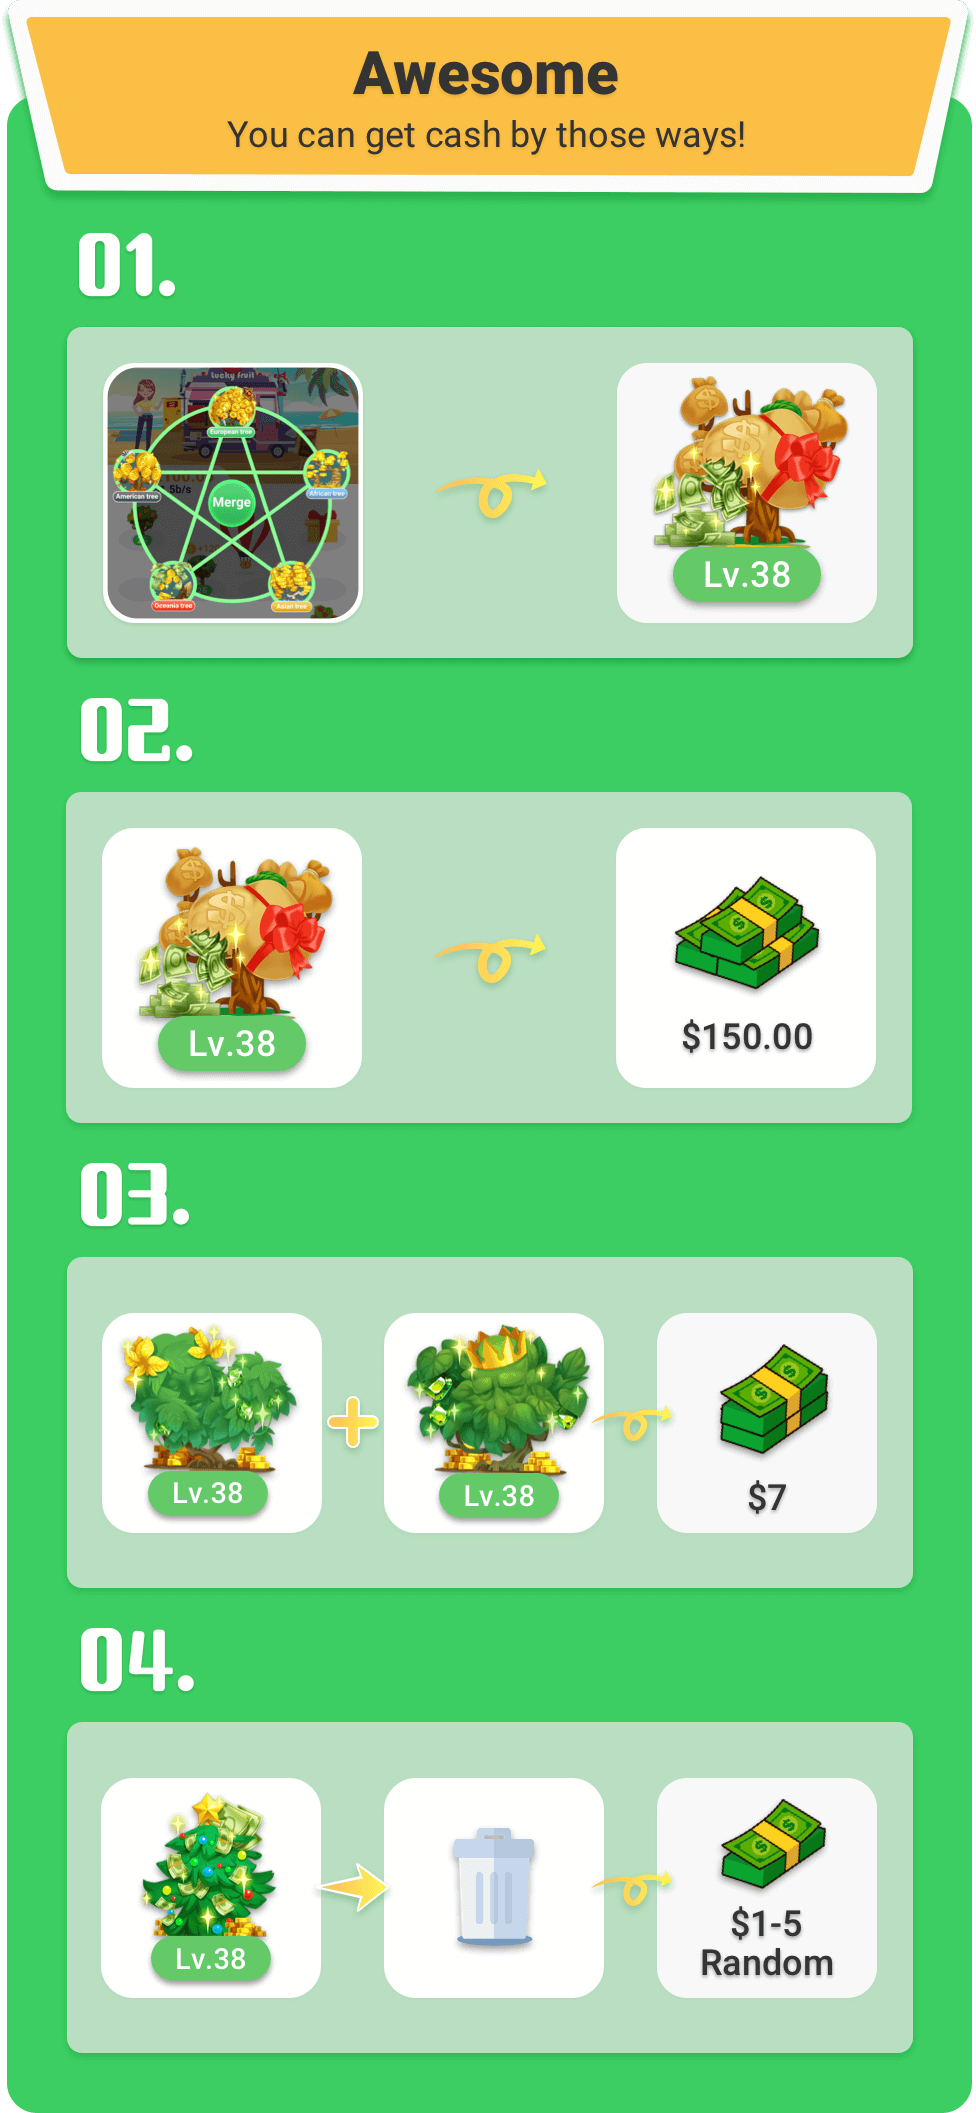 Awesome
You can get cash by those ways!
01.
lucky fruit
European tree
American tree
African tree
5b/s
Merge
Oceania tree
Asian tree
Lv.38
02.
Lv.38
$150.00
03.
Lv.38
Lv.38
$7
04.
Lv.38
$1-5
Random